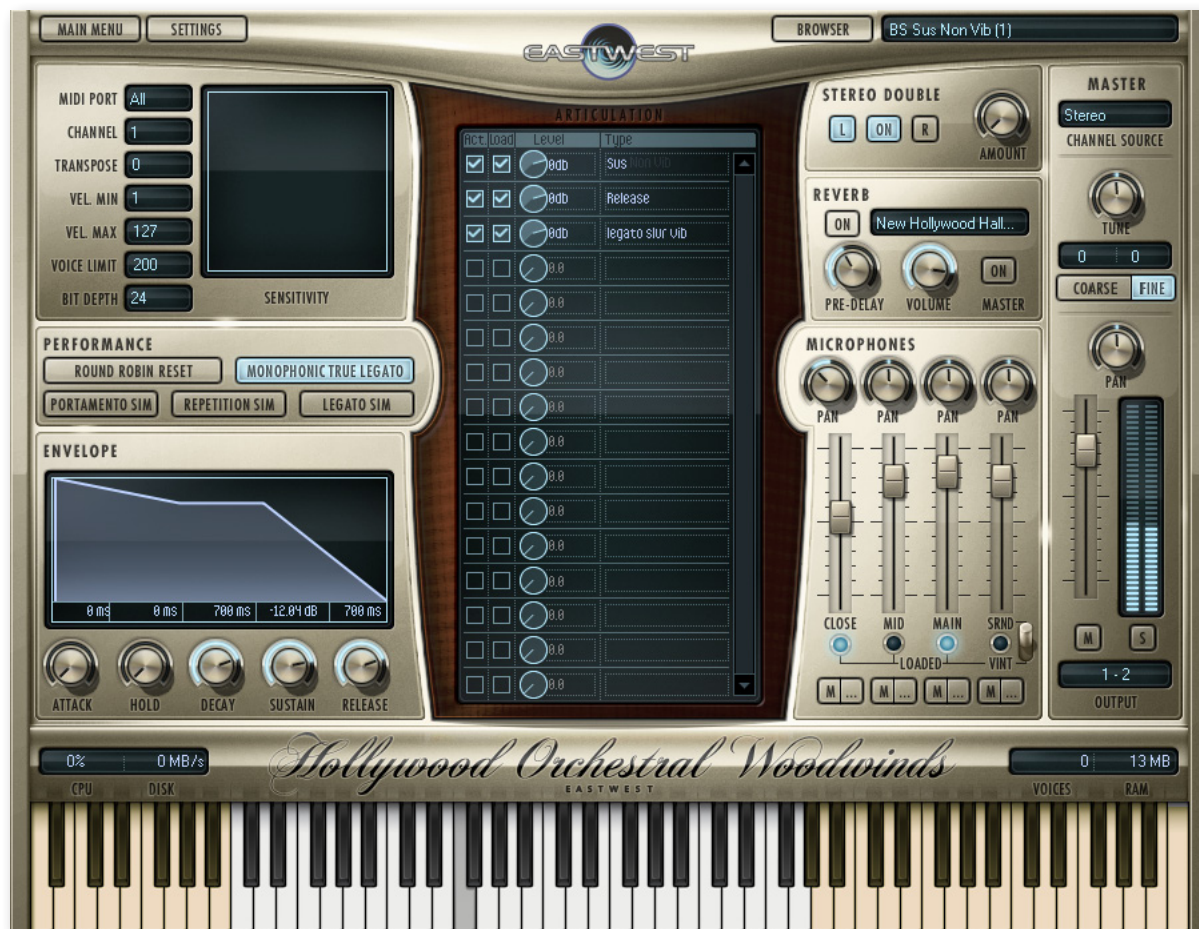 MAIN MENU SETTINGS
EASTWEST
BROWSER BS Sus Non Vib (1)
MIDI PORT All
CHANNEL 1
TRANSPOSE 0
VEL. MIN 1
VEL. MAX 127
VOICE LIMIT 200
BIT DEPTH 24
SENSITIVITY
PERFORMANCE
ROUND ROBIN RESET MONOPHONIC TRUE LEGATO
PORTAMENTO SIM REPETITION SIM LEGATO SIM
ENVELOPE
0 ms 0 ms 700 ms -12.04 dB 700 ms
ATTACK HOLD DECAY SUSTAIN RELEASE
ARTICULATION
Act. Load Level Type
0db Sus Non Vib
0db Release
0db legato slur vib
0.0
0.0
0.0
0.0
0.0
0.0
0.0
0.0
0.0
0.0
0.0
0.0
0.0
STEREO DOUBLE
L ON R
AMOUNT
REVERB
ON New Hollywood Hall...
ON
PRE-DELAY VOLUME MASTER
MICROPHONES
PAN PAN PAN PAN
CLOSE MID MAIN SRND
LOADED VINT
M ... M ... M ... M ...
MASTER
Stereo
CHANNEL SOURCE
TUNE
0 0
COARSE FINE
PAN
M S
1 - 2
OUTPUT
0% 0 MB/s
CPU DISK
Hollywood Orchestral Woodwinds
EASTWEST
0 13 MB
VOICES RAM